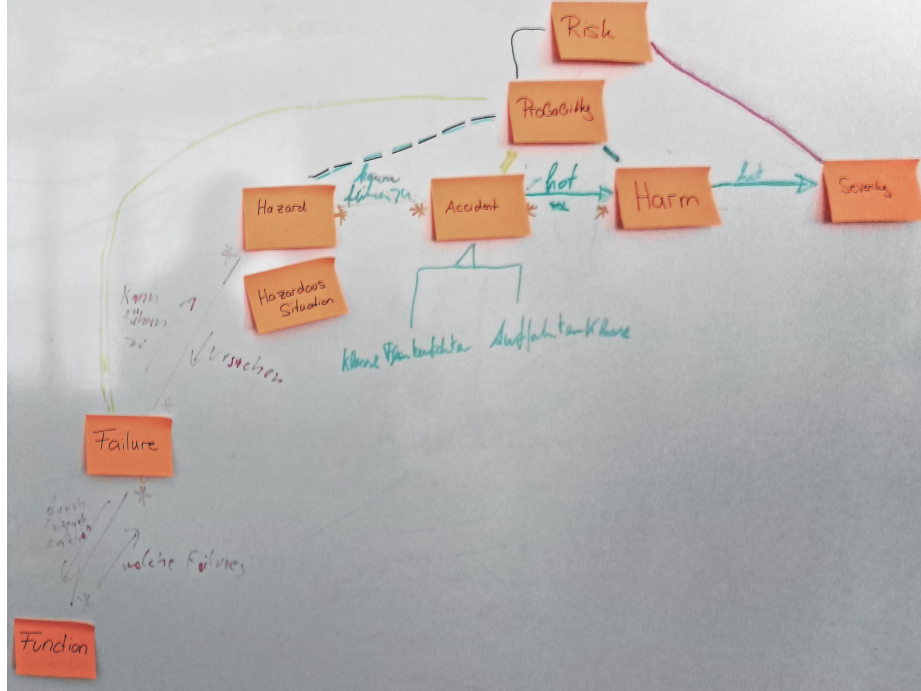 Risk
Probability
Hazard
kann
führen zu
Accident
hat
Harm
hat
Severity
Hazardous
Situation
Kann
führen
zu
Ursachen
Failure
welche Failures
Function